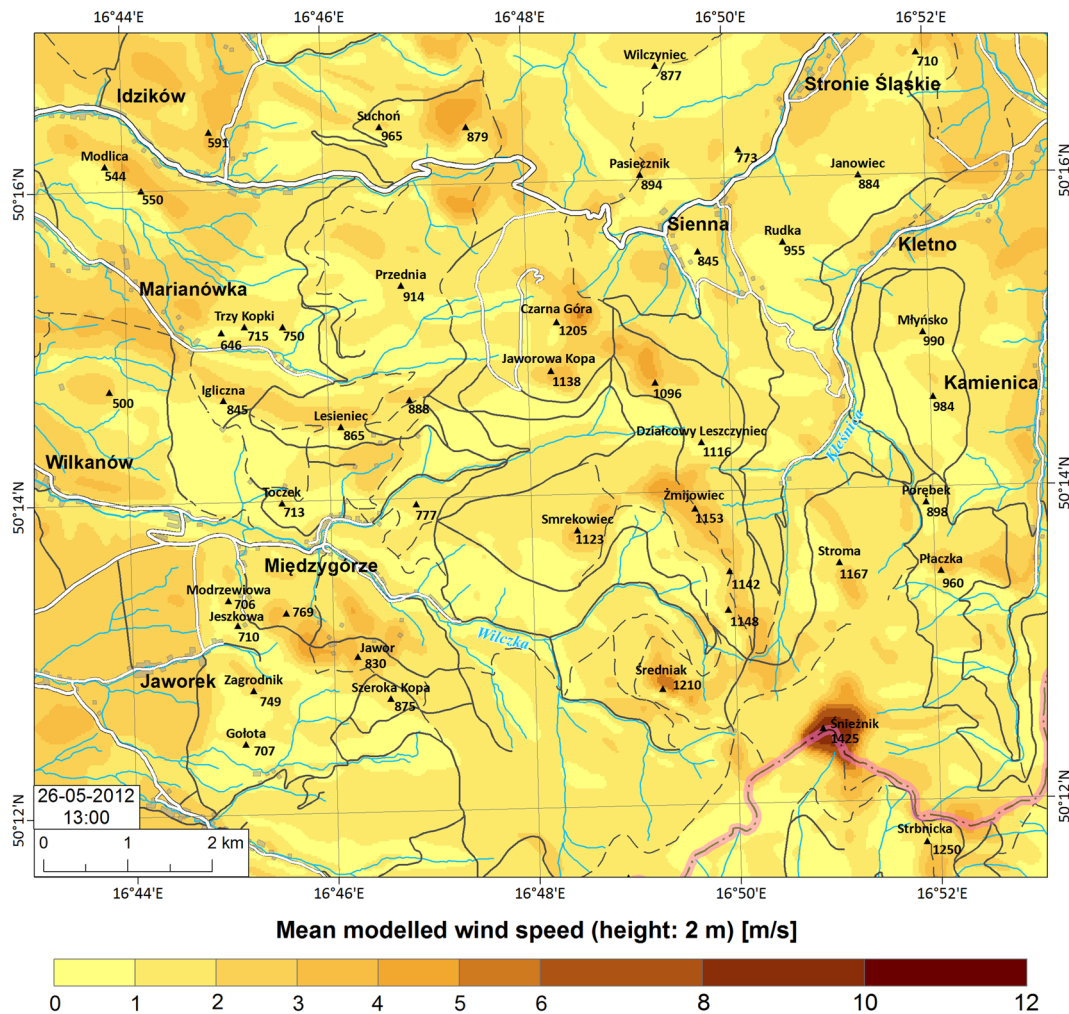 16°44'E
16°46'E
16°48'E
16°50'E
16°52'E
Wilczyniec
877
710
Stronie Śląskie
Idzików
Suchoń
965
879
591
Modlica
544
550
Pasiecznik
894
773
Janowiec
884
50°16'N
50°16'N
Sienna
845
Rudka
955
Kletno
Przednia
914
Marianówka
Trzy Kopki
646
715
750
Czarna Góra
1205
Młyńsko
990
Jaworowa Kopa
1138
1096
Kamienica
984
500
Igliczna
845
888
Lesieniec
865
Działcowy Leszczyniec
1116
Kleśnica
Wilkanów
Toczek
713
777
Żmijowiec
1153
Porębek
898
50°14'N
50°14'N
Smrekowiec
1123
Międzygórze
Stroma
1167
Płaczka
960
1142
Modrzewiowa
706
Jeszkowa
710
769
1148
Wilczka
Jawor
830
Średniak
1210
Jaworek
Zagrodnik
749
Szeroka Kopa
875
Śnieżnik
1425
Gołota
707
50°12'N
50°12'N
26-05-2012
13:00
0 1 2 km
Strbnicka
1250
16°44'E
16°46'E
16°48'E
16°50'E
16°52'E
Mean modelled wind speed (height: 2 m) [m/s]
0 1 2 3 4 5 6 8 10 12